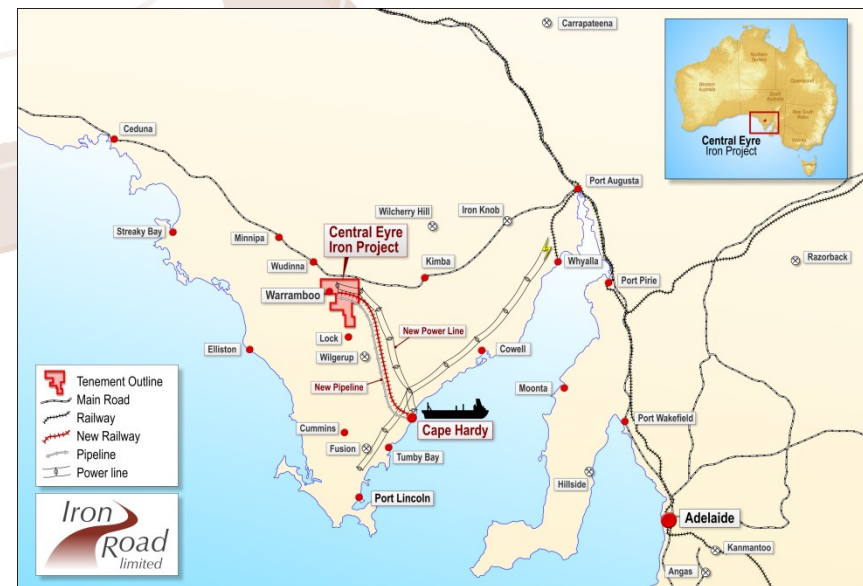 Carrapateena
Northern Territory
Western Australia
Queensland
South Australia
New South Wales
Victoria
Central Eyre
Iron Project
Ceduna
Port Augusta
Streaky Bay
Wilcherry Hill
Iron Knob
Minnipa
Central Eyre
Iron Project
Wudinna
Kimba
Whyalla
Razorback
Port Pirie
Warramboo
Lock
New Power Line
Elliston
Wilgerup
Cowell
New Pipeline
Moonta
Tenement Outline
Main Road
Railway
New Railway
Pipeline
Power line
Cape Hardy
Port Wakefield
Cummins
Fusion
Tumby Bay
Hillside
Port Lincoln
Iron
Road
limited
Adelaide
Kanmantoo
Angas